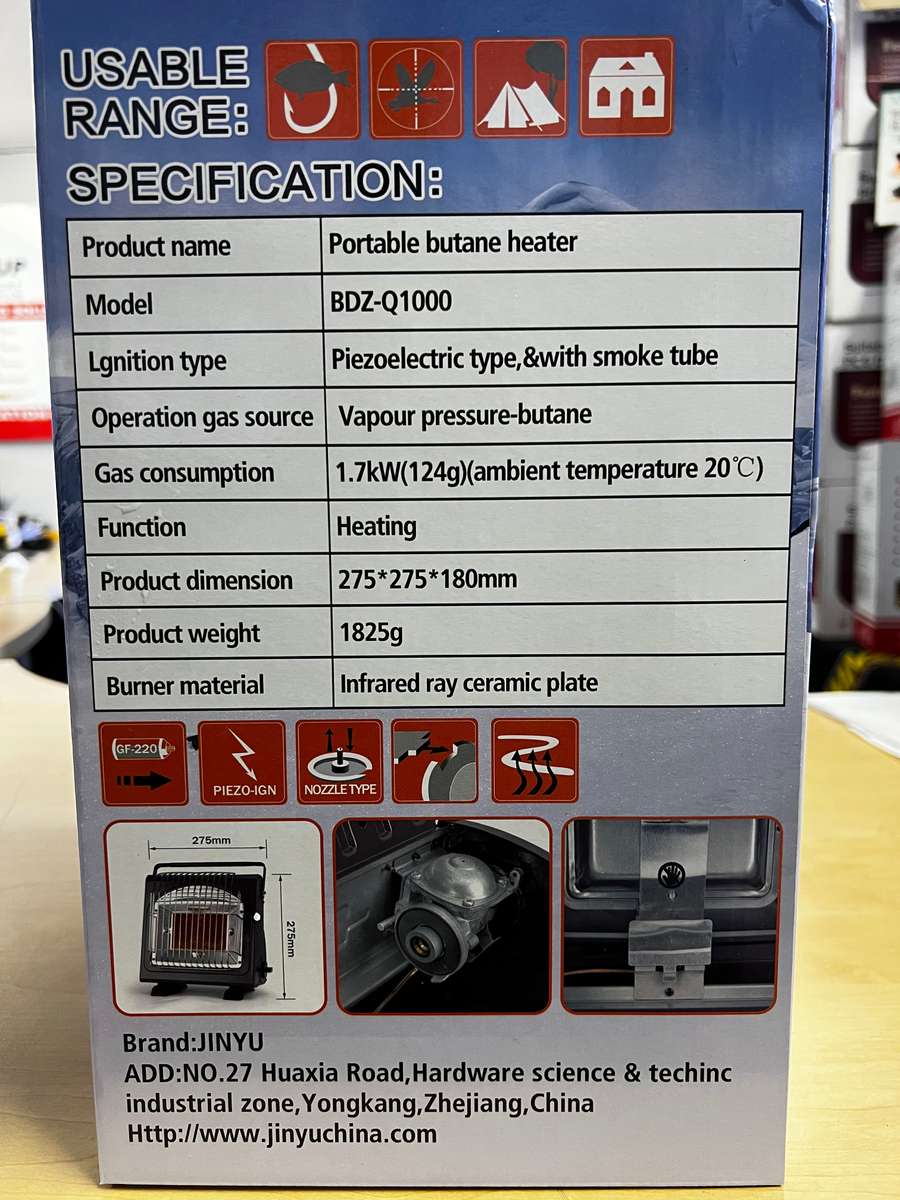 USABLE
RANGE:
SPECIFICATION:
Product name Portable butane heater
Model BDZ-Q1000
Lgnition type Piezoelectric type,&with smoke tube
Operation gas source Vapour pressure-butane
Gas consumption 1.7kW(124g)(ambient temperature 20℃)
Function Heating
Product dimension 275*275*180mm
Product weight 1825g
Burner material Infrared ray ceramic plate
GF-220
PIEZO-IGN
NOZZLE TYPE
275mm
275mm
Brand:JINYU
ADD:NO.27 Huaxia Road,Hardware science & techinc
industrial zone,Yongkang,Zhejiang,China
Http://www.jinyuchina.com
UP